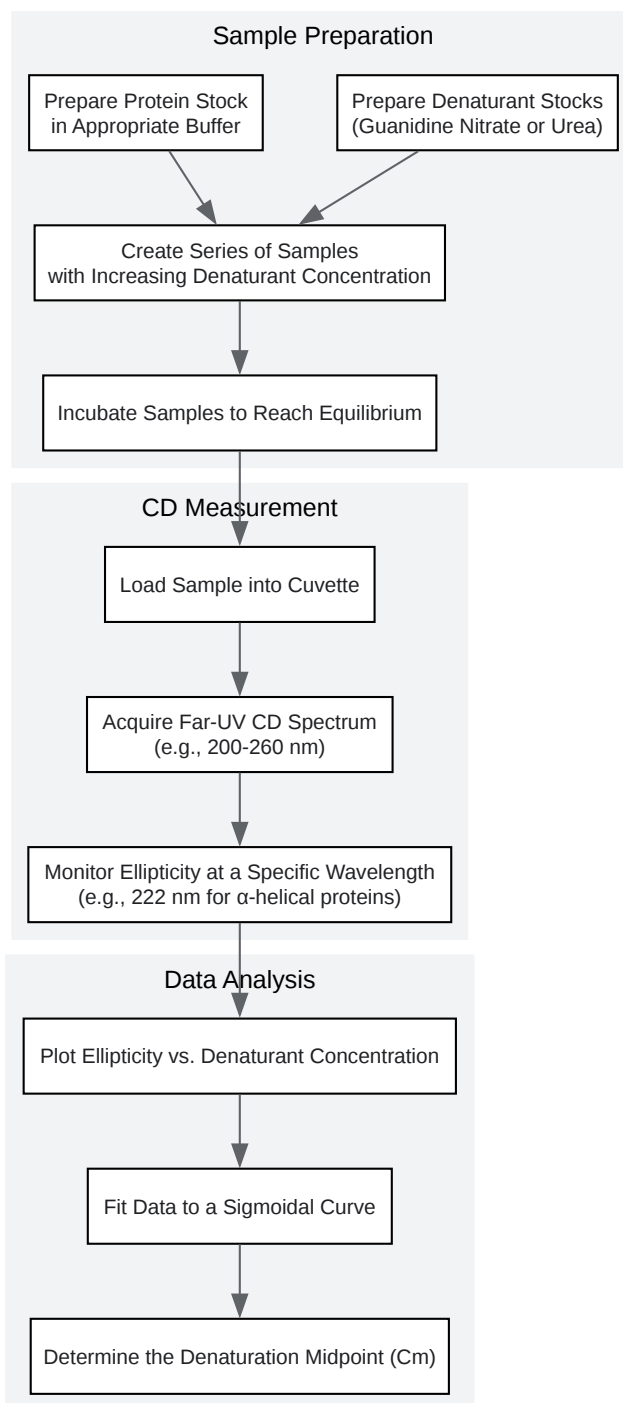 Sample Preparation
Prepare Protein Stock
in Appropriate Buffer
Prepare Denaturant Stocks
(Guanidine Nitrate or Urea)
Create Series of Samples
with Increasing Denaturant Concentration
Incubate Samples to Reach Equilibrium
CD Measurement
Load Sample into Cuvette
Acquire Far-UV CD Spectrum
(e.g., 200-260 nm)
Monitor Ellipticity at a Specific Wavelength
(e.g., 222 nm for α-helical proteins)
Data Analysis
Plot Ellipticity vs. Denaturant Concentration
Fit Data to a Sigmoidal Curve
Determine the Denaturation Midpoint (Cm)